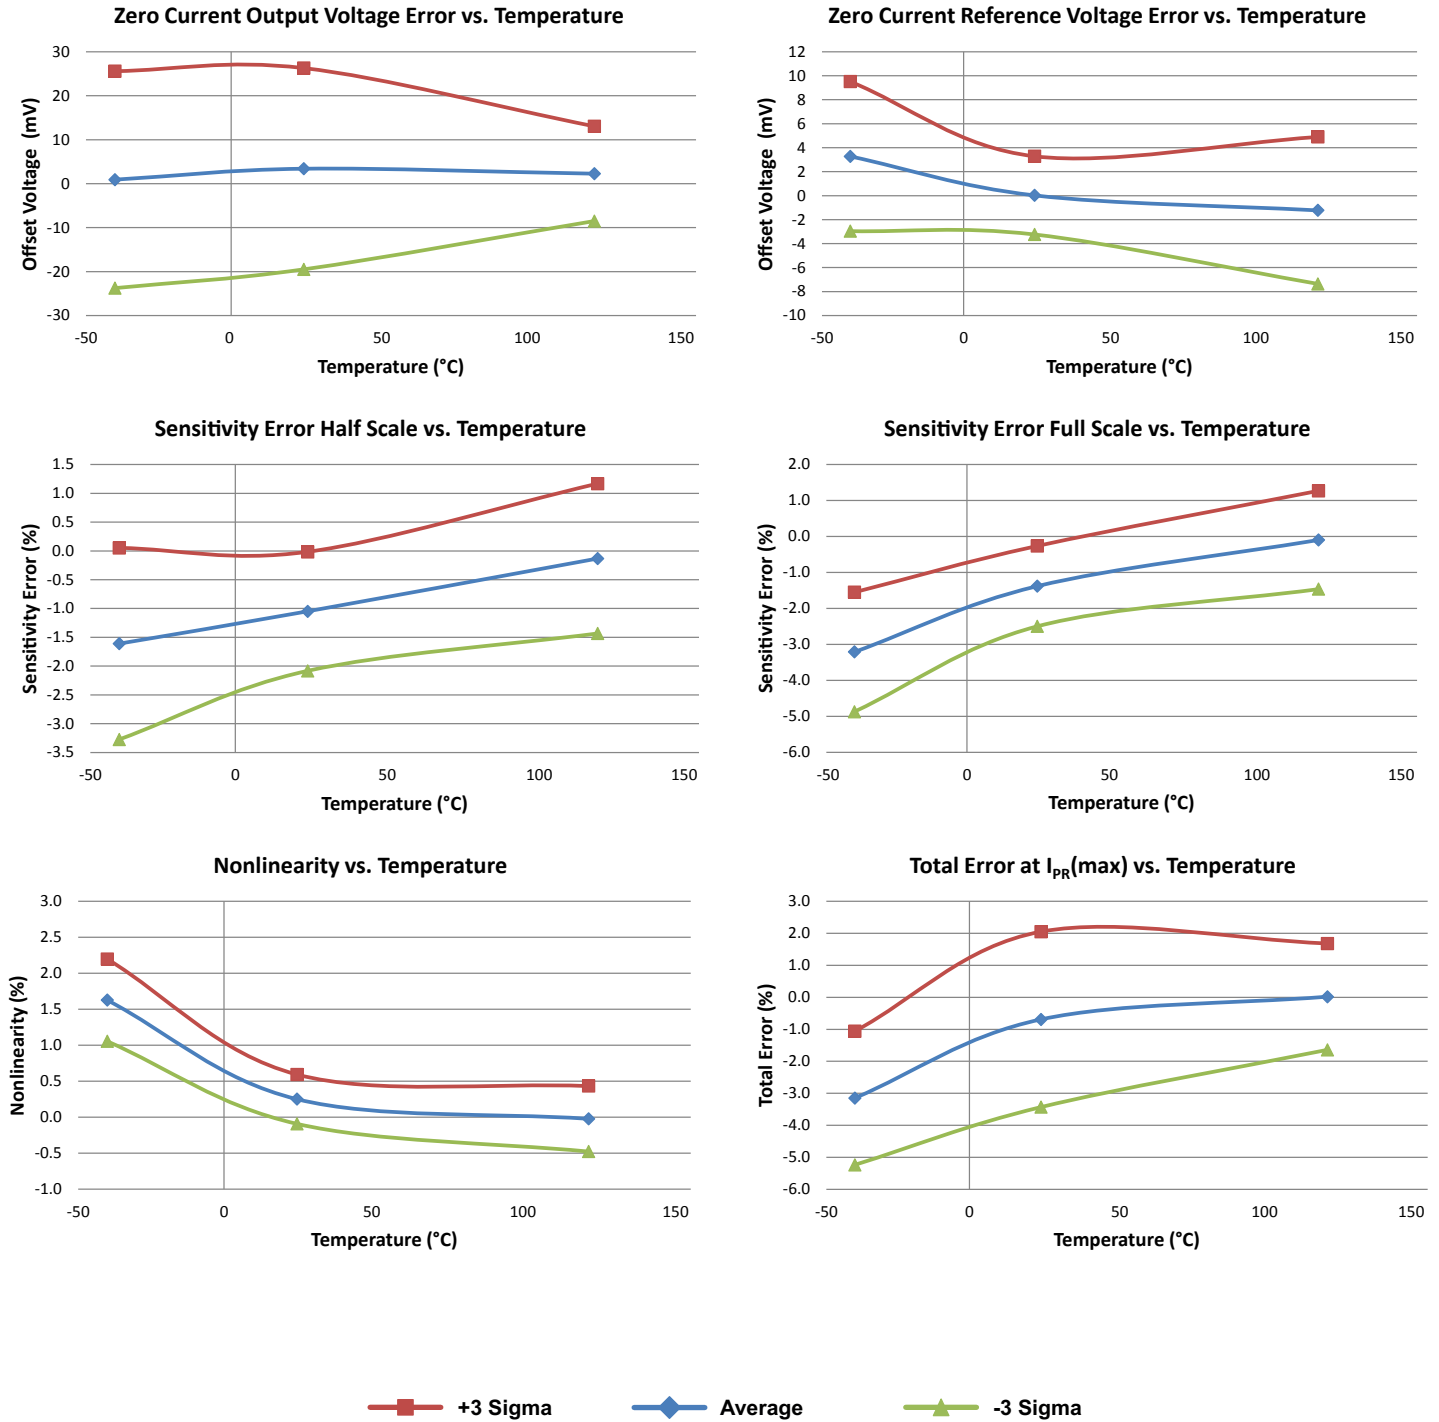 Zero Current Output Voltage Error vs. Temperature
30
20
10
0
-10
-20
-30
Offset Voltage (mV)
-50 0 50 100 150
Temperature (°C)
Zero Current Reference Voltage Error vs. Temperature
12
10
8
6
4
2
0
-2
-4
-6
-8
-10
Offset Voltage (mV)
-50 0 50 100 150
Temperature (°C)
Sensitivity Error Half Scale vs. Temperature
1.5
1.0
0.5
0.0
-0.5
-1.0
-1.5
-2.0
-2.5
-3.0
-3.5
Sensitivity Error (%)
-50 0 50 100 150
Temperature (°C)
Sensitivity Error Full Scale vs. Temperature
2.0
1.0
0.0
-1.0
-2.0
-3.0
-4.0
-5.0
-6.0
Sensitivity Error (%)
-50 0 50 100 150
Temperature (°C)
Nonlinearity vs. Temperature
3.0
2.5
2.0
1.5
1.0
0.5
0.0
-0.5
-1.0
Nonlinearity (%)
-50 0 50 100 150
Temperature (°C)
Total Error at IPR(max) vs. Temperature
3.0
2.0
1.0
0.0
-1.0
-2.0
-3.0
-4.0
-5.0
-6.0
Total Error (%)
-50 0 50 100 150
Temperature (°C)
+3 Sigma Average -3 Sigma